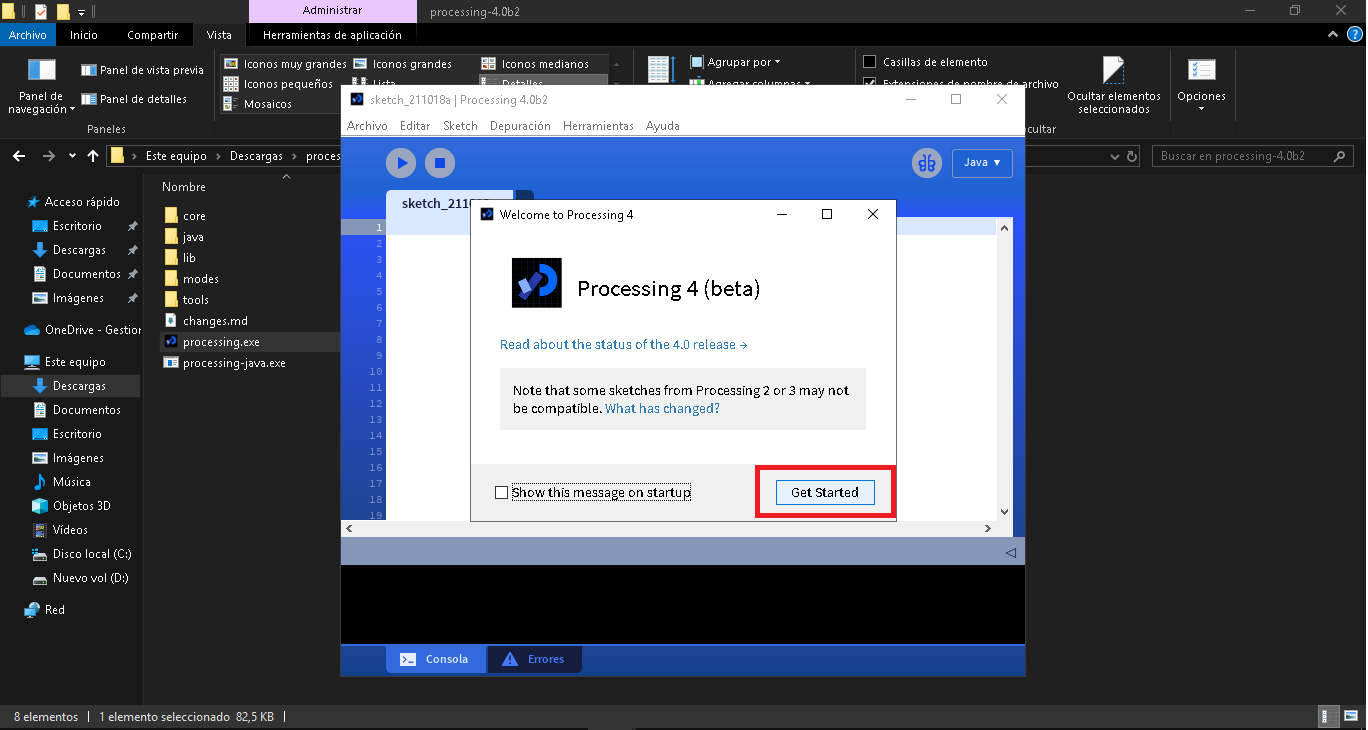 Administrar
processing-4.0b2
Archivo
Inicio
Compartir
Vista
Herramientas de aplicación
Panel de navegación
Panel de vista previa
Panel de detalles
Paneles
Iconos muy grandes
Iconos grandes
Iconos medianos
Iconos pequeños
Lista
Detalles
Mosaicos
Agrupar por
Agregar columnas
Casillas de elemento
Extensiones de nombre de archivo
Ocultar elementos
seleccionados
Opciones
Este equipo > Descargas >
Buscar en processing-4.0b2
Acceso rápido
Escritorio
Descargas
Documentos
Imágenes
OneDrive - Gestion
Este equipo
Descargas
Documentos
Escritorio
Imágenes
Música
Objetos 3D
Vídeos
Disco local (C:)
Nuevo vol (D:)
Red
Nombre
core
java
lib
modes
tools
changes.md
processing.exe
processing-java.exe
sketch_211018a | Processing 4.0b2
Archivo
Editar
Sketch
Depuración
Herramientas
Ayuda
Java
sketch_211
1
2
3
4
5
6
7
8
9
10
11
12
13
14
15
16
17
18
19
Welcome to Processing 4
Processing 4 (beta)
Read about the status of the 4.0 release →
Note that some sketches from Processing 2 or 3 may not
be compatible. What has changed?
Show this message on startup
Get Started
Consola
Errores
8 elementos
1 elemento seleccionado 82,5 KB